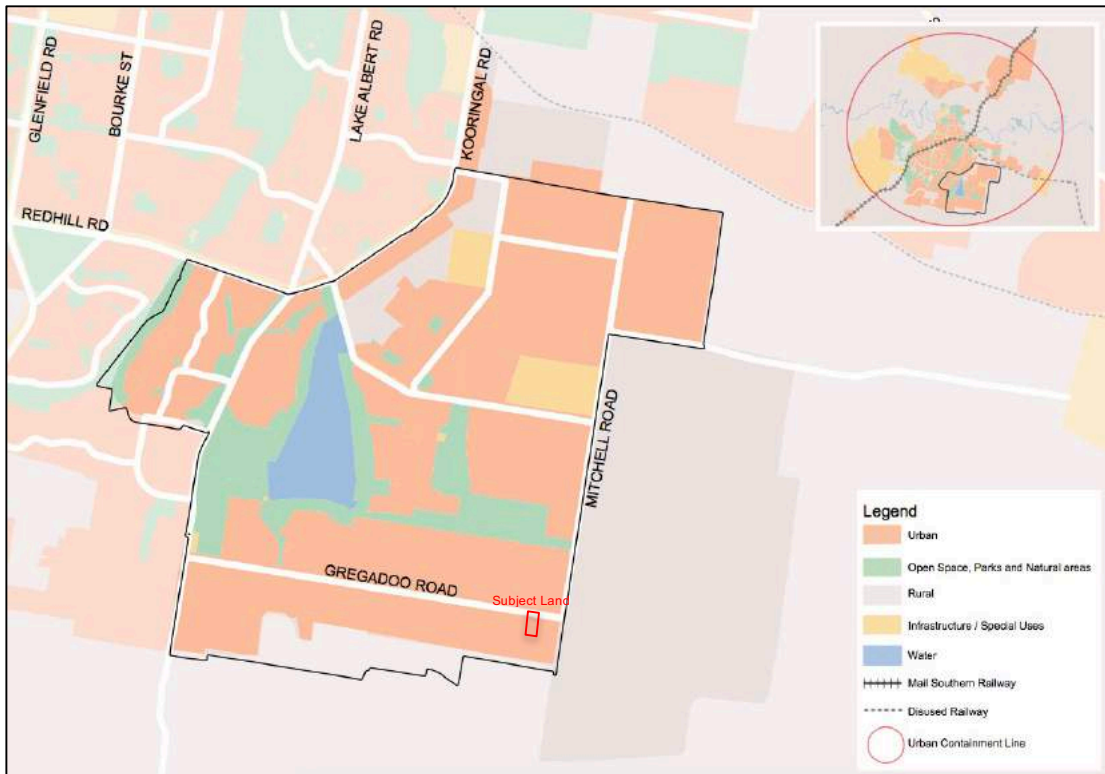 GLENFIELD RD
BOURKE ST
LAKE ALBERT RD
KOORINGAL RD
REDHILL RD
MITCHELL ROAD
GREGADOO ROAD
Subject Land
Legend
Urban
Open Space, Parks and Natural areas
Rural
Infrastructure / Special Uses
Water
Mail Southern Railway
Disused Railway
Urban Containment Line